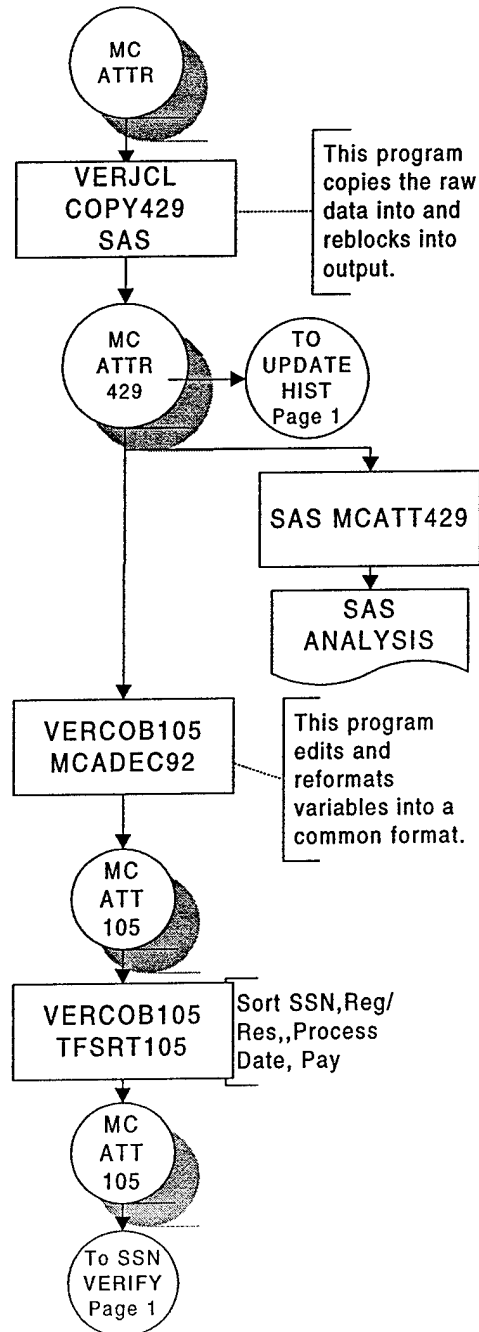 MC
ATTR
VERJCL
COPY429
SAS
This program
copies the raw
data into and
reblocks into
output.
MC
ATTR
429
TO
UPDATE
HIST
Page 1
SAS MCATT429
SAS
ANALYSIS
VERCOB105
MCADEC92
This program
edits and
reformats
variables into a
common format.
MC
ATT
105
VERCOB105
TFSRT105
Sort SSN,Reg/
Res,,Process
Date, Pay
MC
ATT
105
To SSN
VERIFY
Page 1